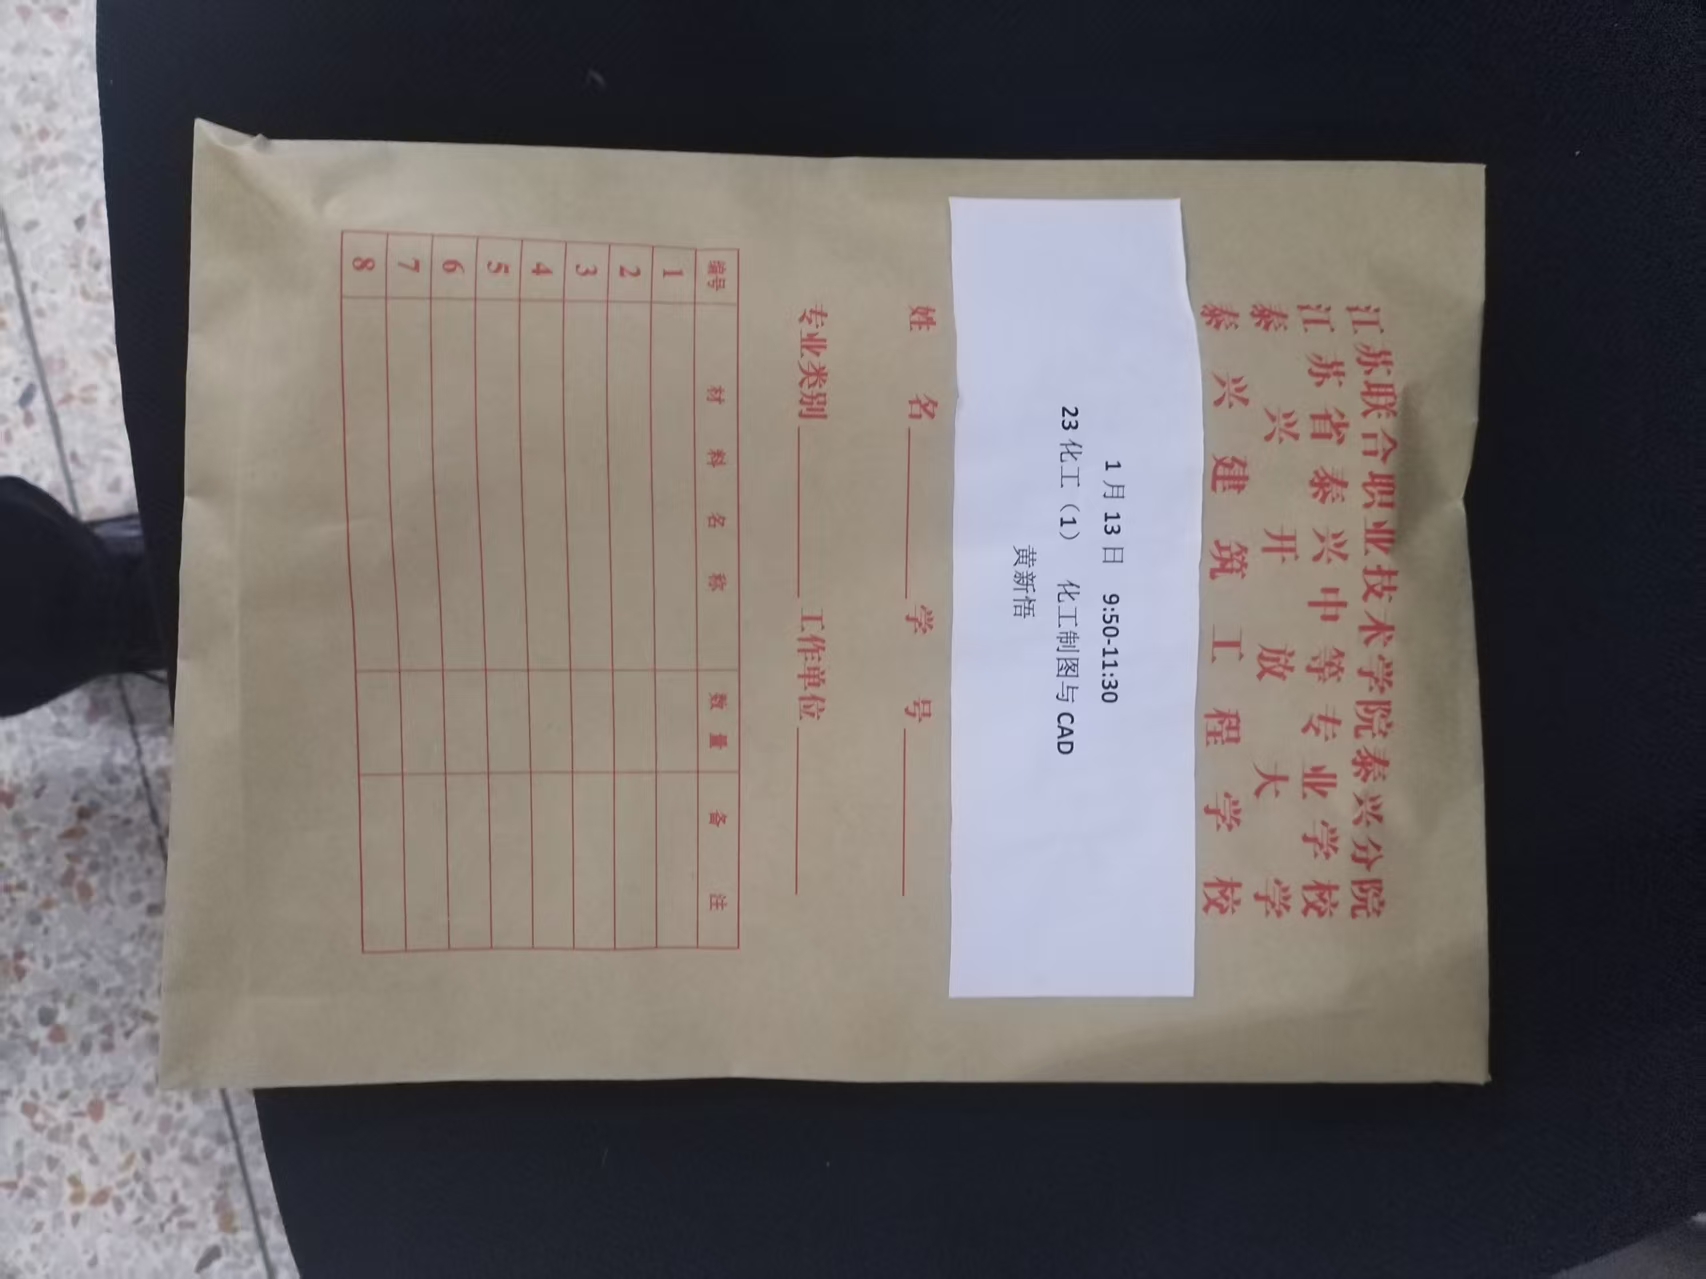 江苏联合职业技术学院泰兴分院
江苏省泰兴中等专业学校
泰兴开放大学
泰兴建筑工程学校
1月13日 9:50-11:30
23化工（1） 化工制图与CAD
黄新悟
姓名 学号
专业类别 工作单位
编号 材料名称 数量 备注
1
2
3
4
5
6
7
8